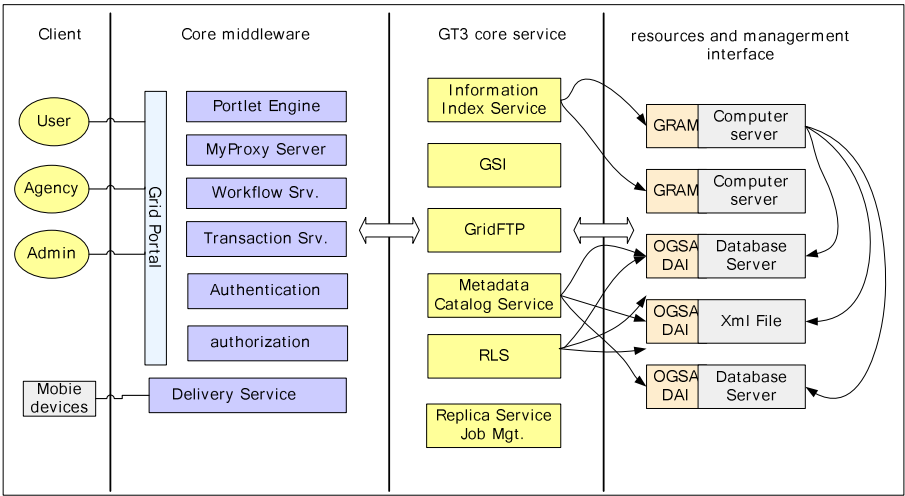 Client
Core middleware
GT3 core service
resources and managerment
interface
User
Agency
Admin
Mobie
devices
Grid Portal
Portlet Engine
MyProxy Server
Workflow Srv.
Transaction Srv.
Authentication
authorization
Delivery Service
Information
Index Service
GSI
GridFTP
Metadata
Catalog Service
RLS
Replica Service
Job Mgt.
GRAM
Computer
server
GRAM
Computer
server
OGSA
DAI
Database
Server
OGSA
DAI
Xml File
OGSA
DAI
Database
Server